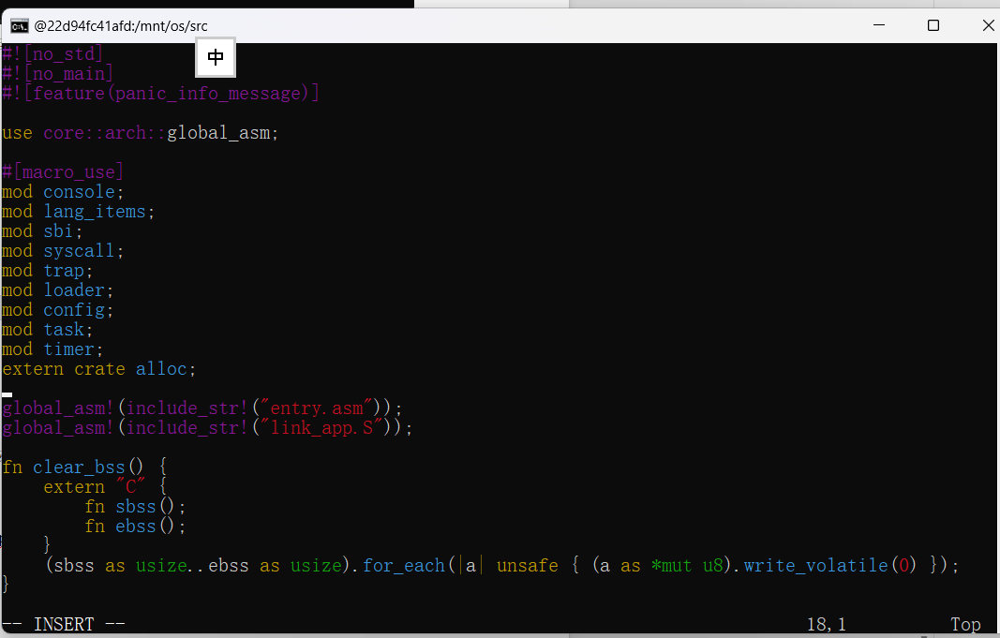 @22d94fc41afd:/mnt/os/src
中
#![no_std]
#![no_main]
#![feature(panic_info_message)]
use core::arch::global_asm;
#[macro_use]
mod console;
mod lang_items;
mod sbi;
mod syscall;
mod trap;
mod loader;
mod config;
mod task;
mod timer;
extern crate alloc;
global_asm!(include_str!("entry.asm"));
global_asm!(include_str!("link_app.S"));
fn clear_bss() {
    extern "C" {
        fn sbss();
        fn ebss();
    }
    (sbss as usize..ebss as usize).for_each(|a| unsafe { (a as *mut u8).write_volatile(0) });
}
-- INSERT -- 18,1 Top